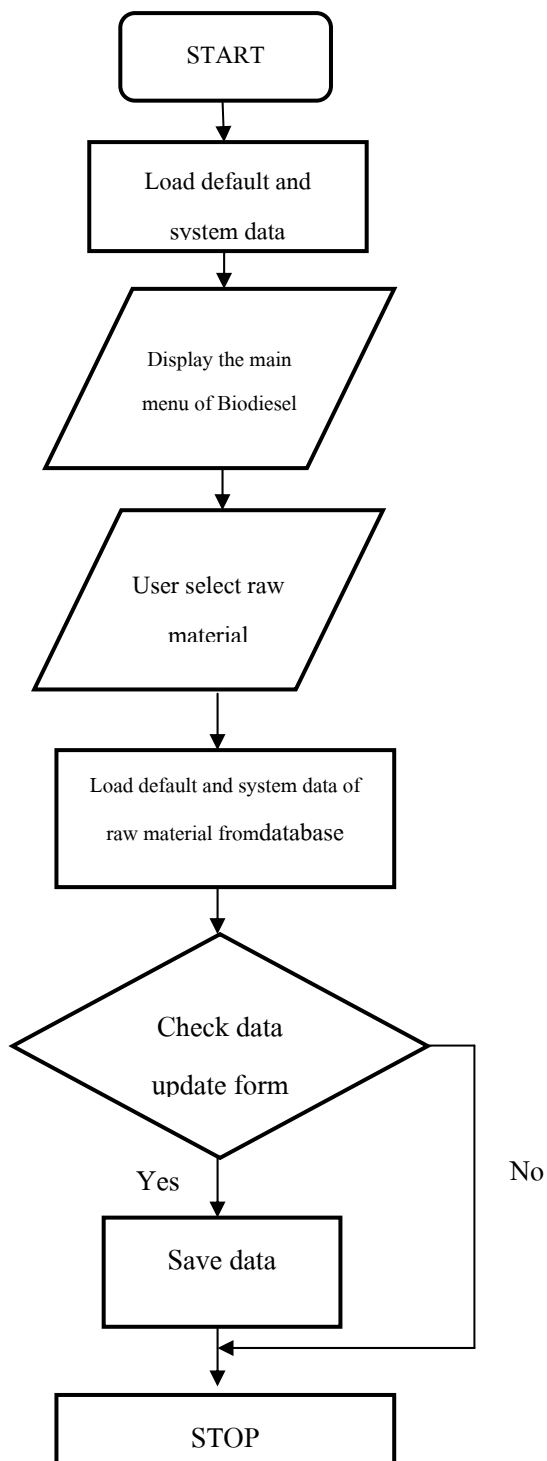 START
Load default and
system data
Display the main
menu of Biodiesel
User select raw
material
Load default and system data of
raw material fromdatabase
Check data
update form
Yes
No
Save data
STOP